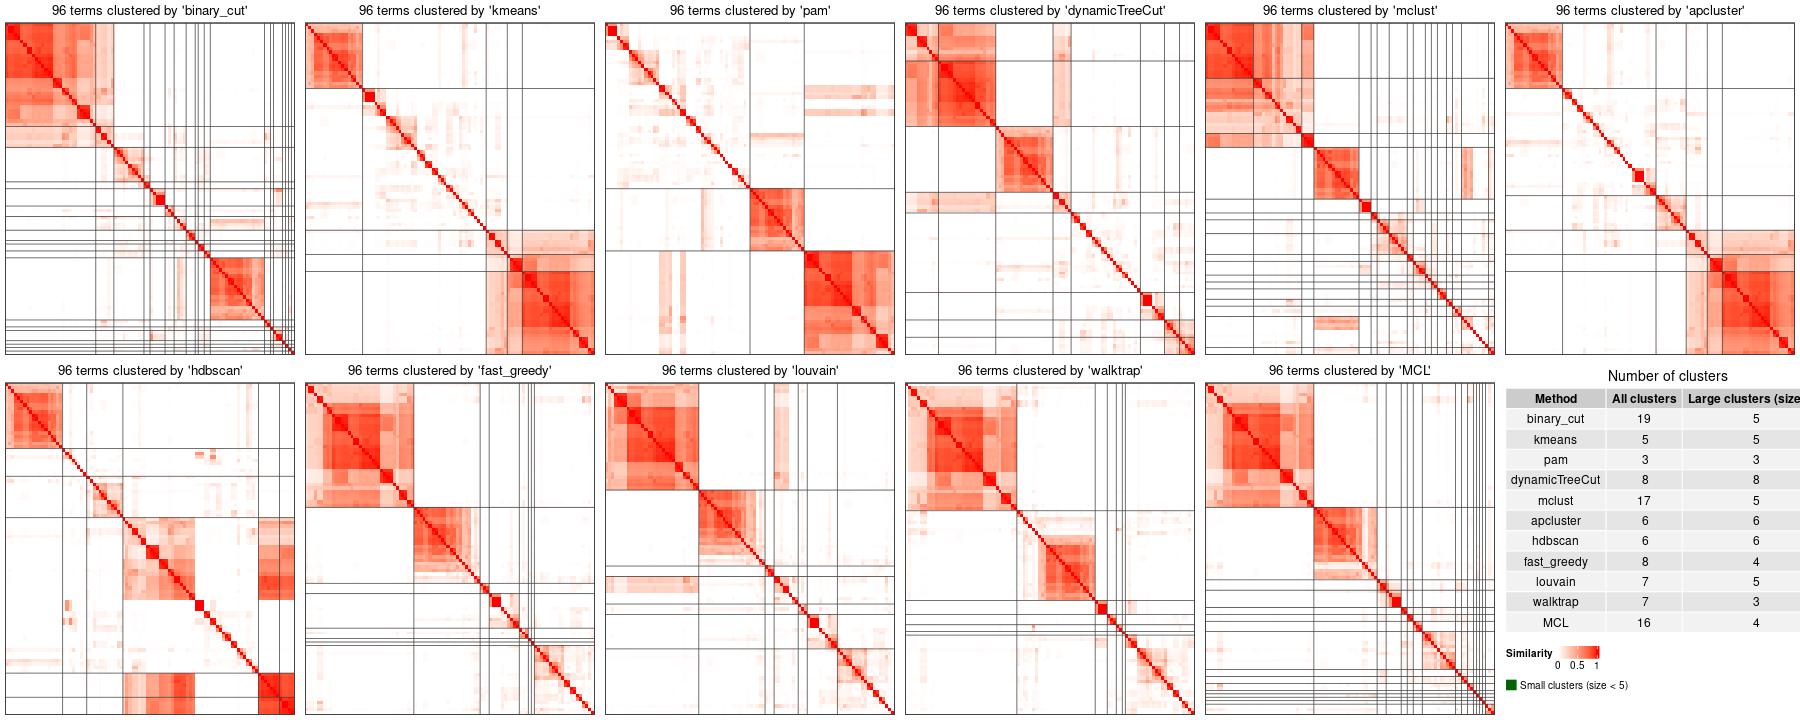 96 terms clustered by 'binary_cut'
96 terms clustered by 'kmeans'
96 terms clustered by 'pam'
96 terms clustered by 'dynamicTreeCut'
96 terms clustered by 'mclust'
96 terms clustered by 'apcluster'
96 terms clustered by 'hdbscan'
96 terms clustered by 'fast_greedy'
96 terms clustered by 'louvain'
96 terms clustered by 'walktrap'
96 terms clustered by 'MCL'
Number of clusters
Method All clusters Large clusters (size
binary_cut 19 5
kmeans 5 5
pam 3 3
dynamicTreeCut 8 8
mclust 17 5
apcluster 6 6
hdbscan 6 6
fast_greedy 8 4
louvain 7 5
walktrap 7 3
MCL 16 4
Similarity
0 0.5 1
Small clusters (size < 5)